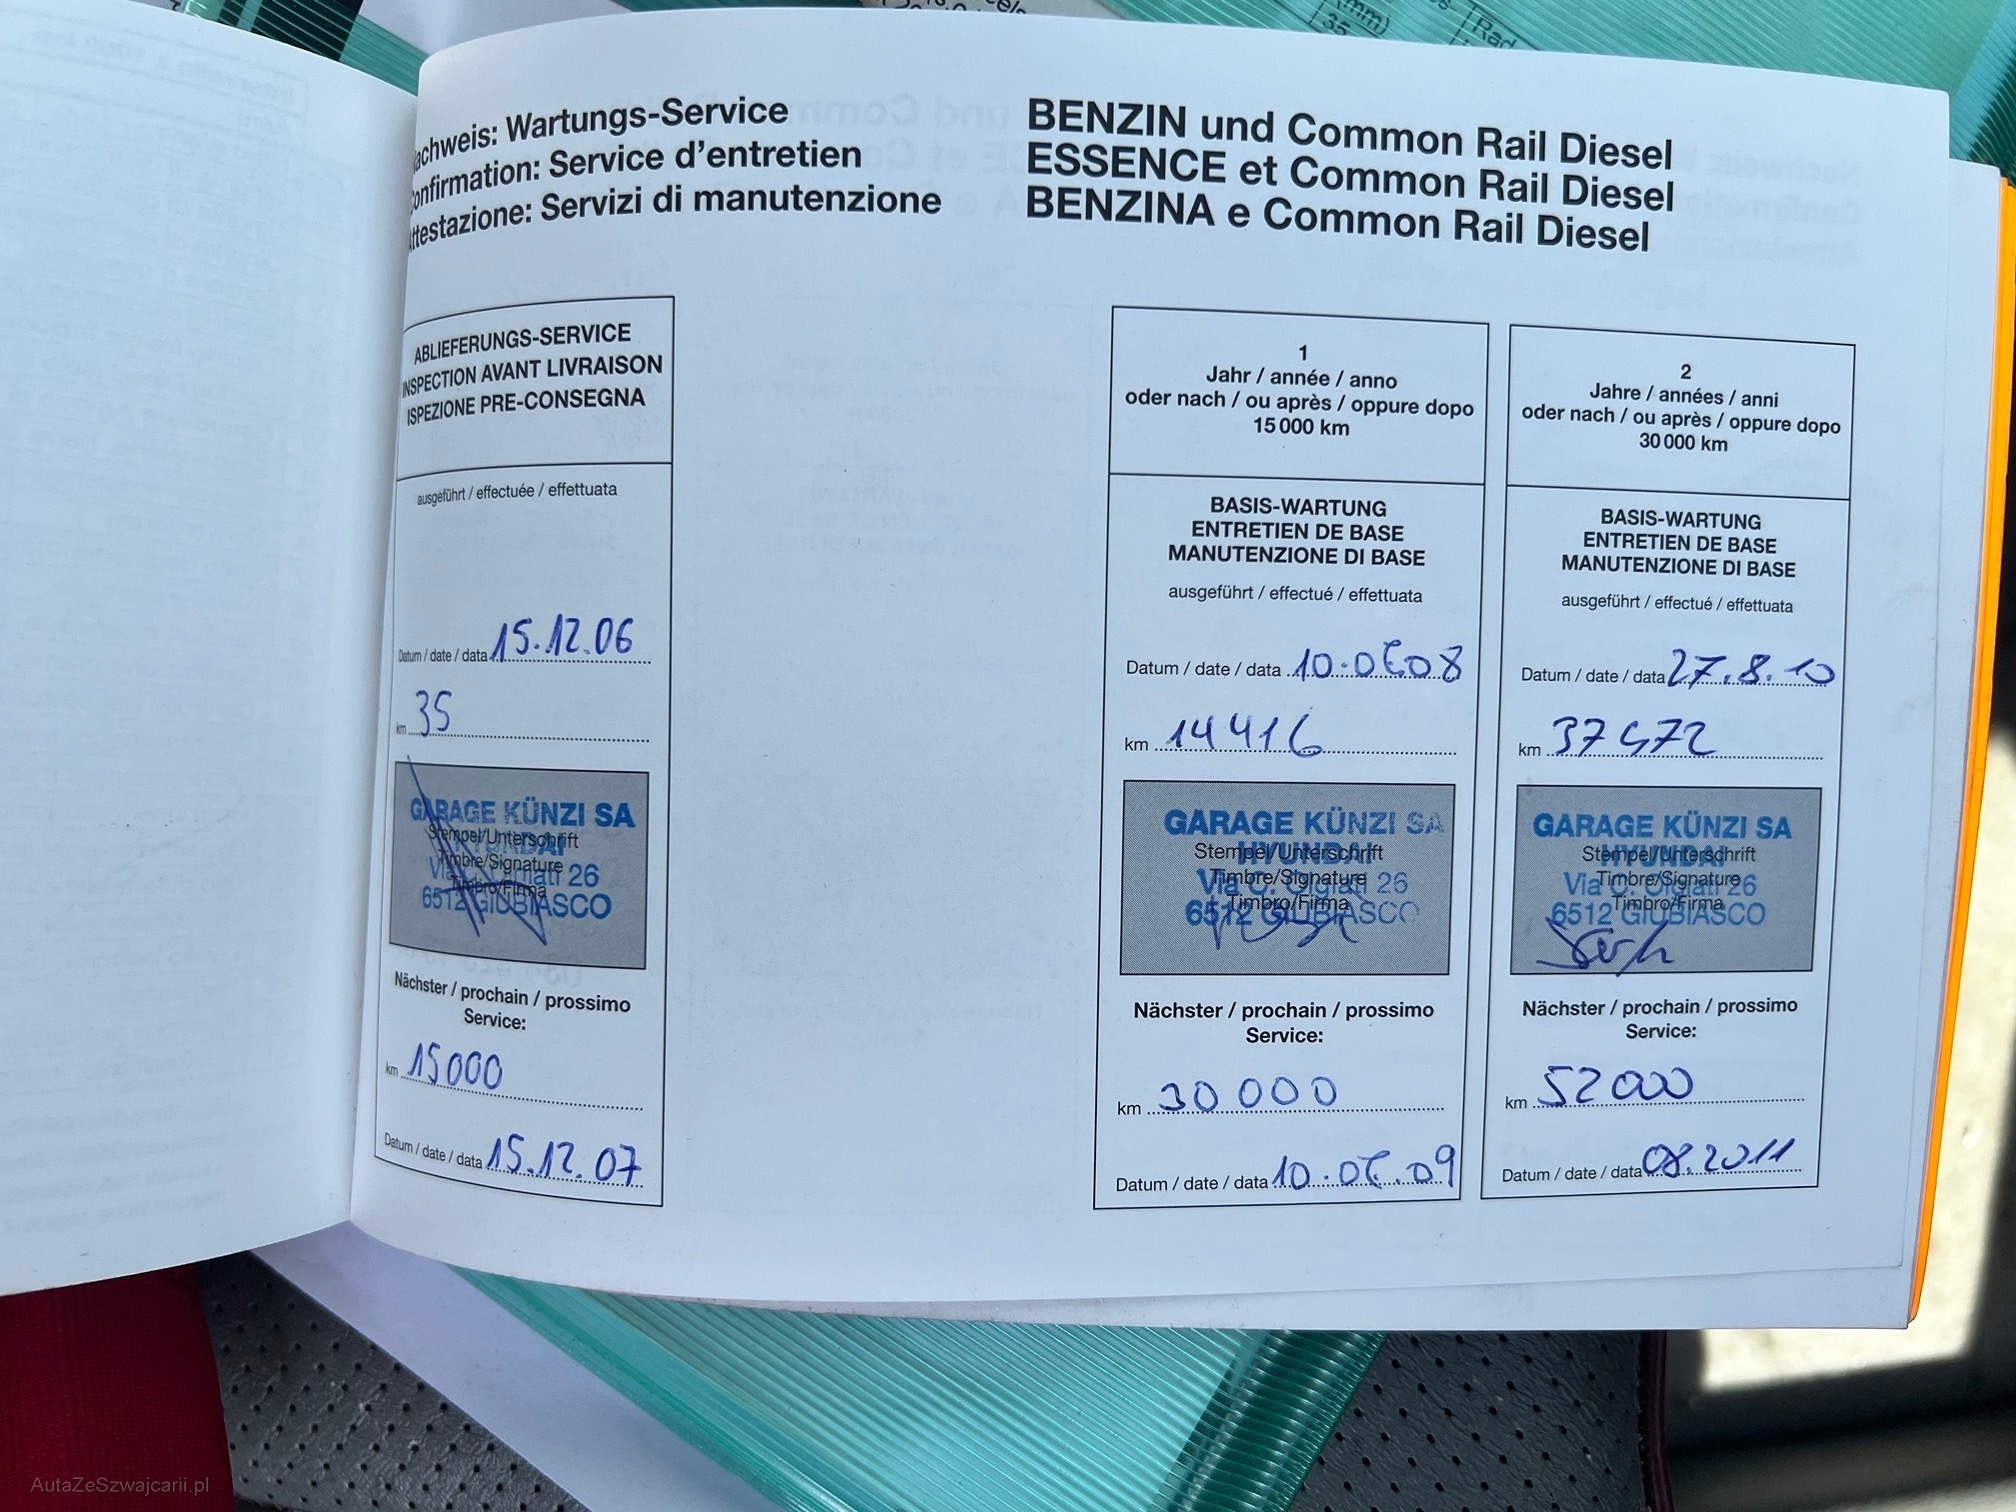 cels
(mm)
35
Rad
Nachweis: Wartungs-Service
Confirmation: Service d'entretien
Attestazione: Servizi di manutenzione
BENZIN und Common Rail Diesel
ESSENCE et Common Rail Diesel
BENZINA e Common Rail Diesel
ABLIEFERUNGS-SERVICE
INSPECTION AVANT LIVRAISON
ISPEZIONE PRE-CONSEGNA
ausgeführt / effectuée / effettuata
Datum / date / data 15.12.06
km 35
GARAGE KÜNZI SA
Stempel/Unterschrift
HYUNDAI
Timbre/Signature
Via C. Olgiati 26
Timbro/Firma
6512 GIUBIASCO
Nächster / prochain / prossimo
Service:
km 15000
Datum / date / data 15.12.07
1
Jahr / année / anno
oder nach / ou après / oppure dopo
15 000 km
BASIS-WARTUNG
ENTRETIEN DE BASE
MANUTENZIONE DI BASE
ausgeführt / effectué / effettuata
Datum / date / data 10.06.08
km 14416
GARAGE KÜNZI SA
Stempel/Unterschrift
HYUNDAI
Timbre/Signature
Via C. Olgiati 26
Timbro/Firma
6512 GIUBIASCO
Nächster / prochain / prossimo
Service:
km 30 000
Datum / date / data 10.06.09
2
Jahre / années / anni
oder nach / ou après / oppure dopo
30 000 km
BASIS-WARTUNG
ENTRETIEN DE BASE
MANUTENZIONE DI BASE
ausgeführt / effectué / effettuata
Datum / date / data 27.8.10
km 37472
GARAGE KÜNZI SA
Stempel/Unterschrift
HYUNDAI
Timbre/Signature
Via C. Olgiati 26
Timbro/Firma
6512 GIUBIASCO
Nächster / prochain / prossimo
Service:
km 52000
Datum / date / data 08.2011
AutaZeSzwajcarii.pl